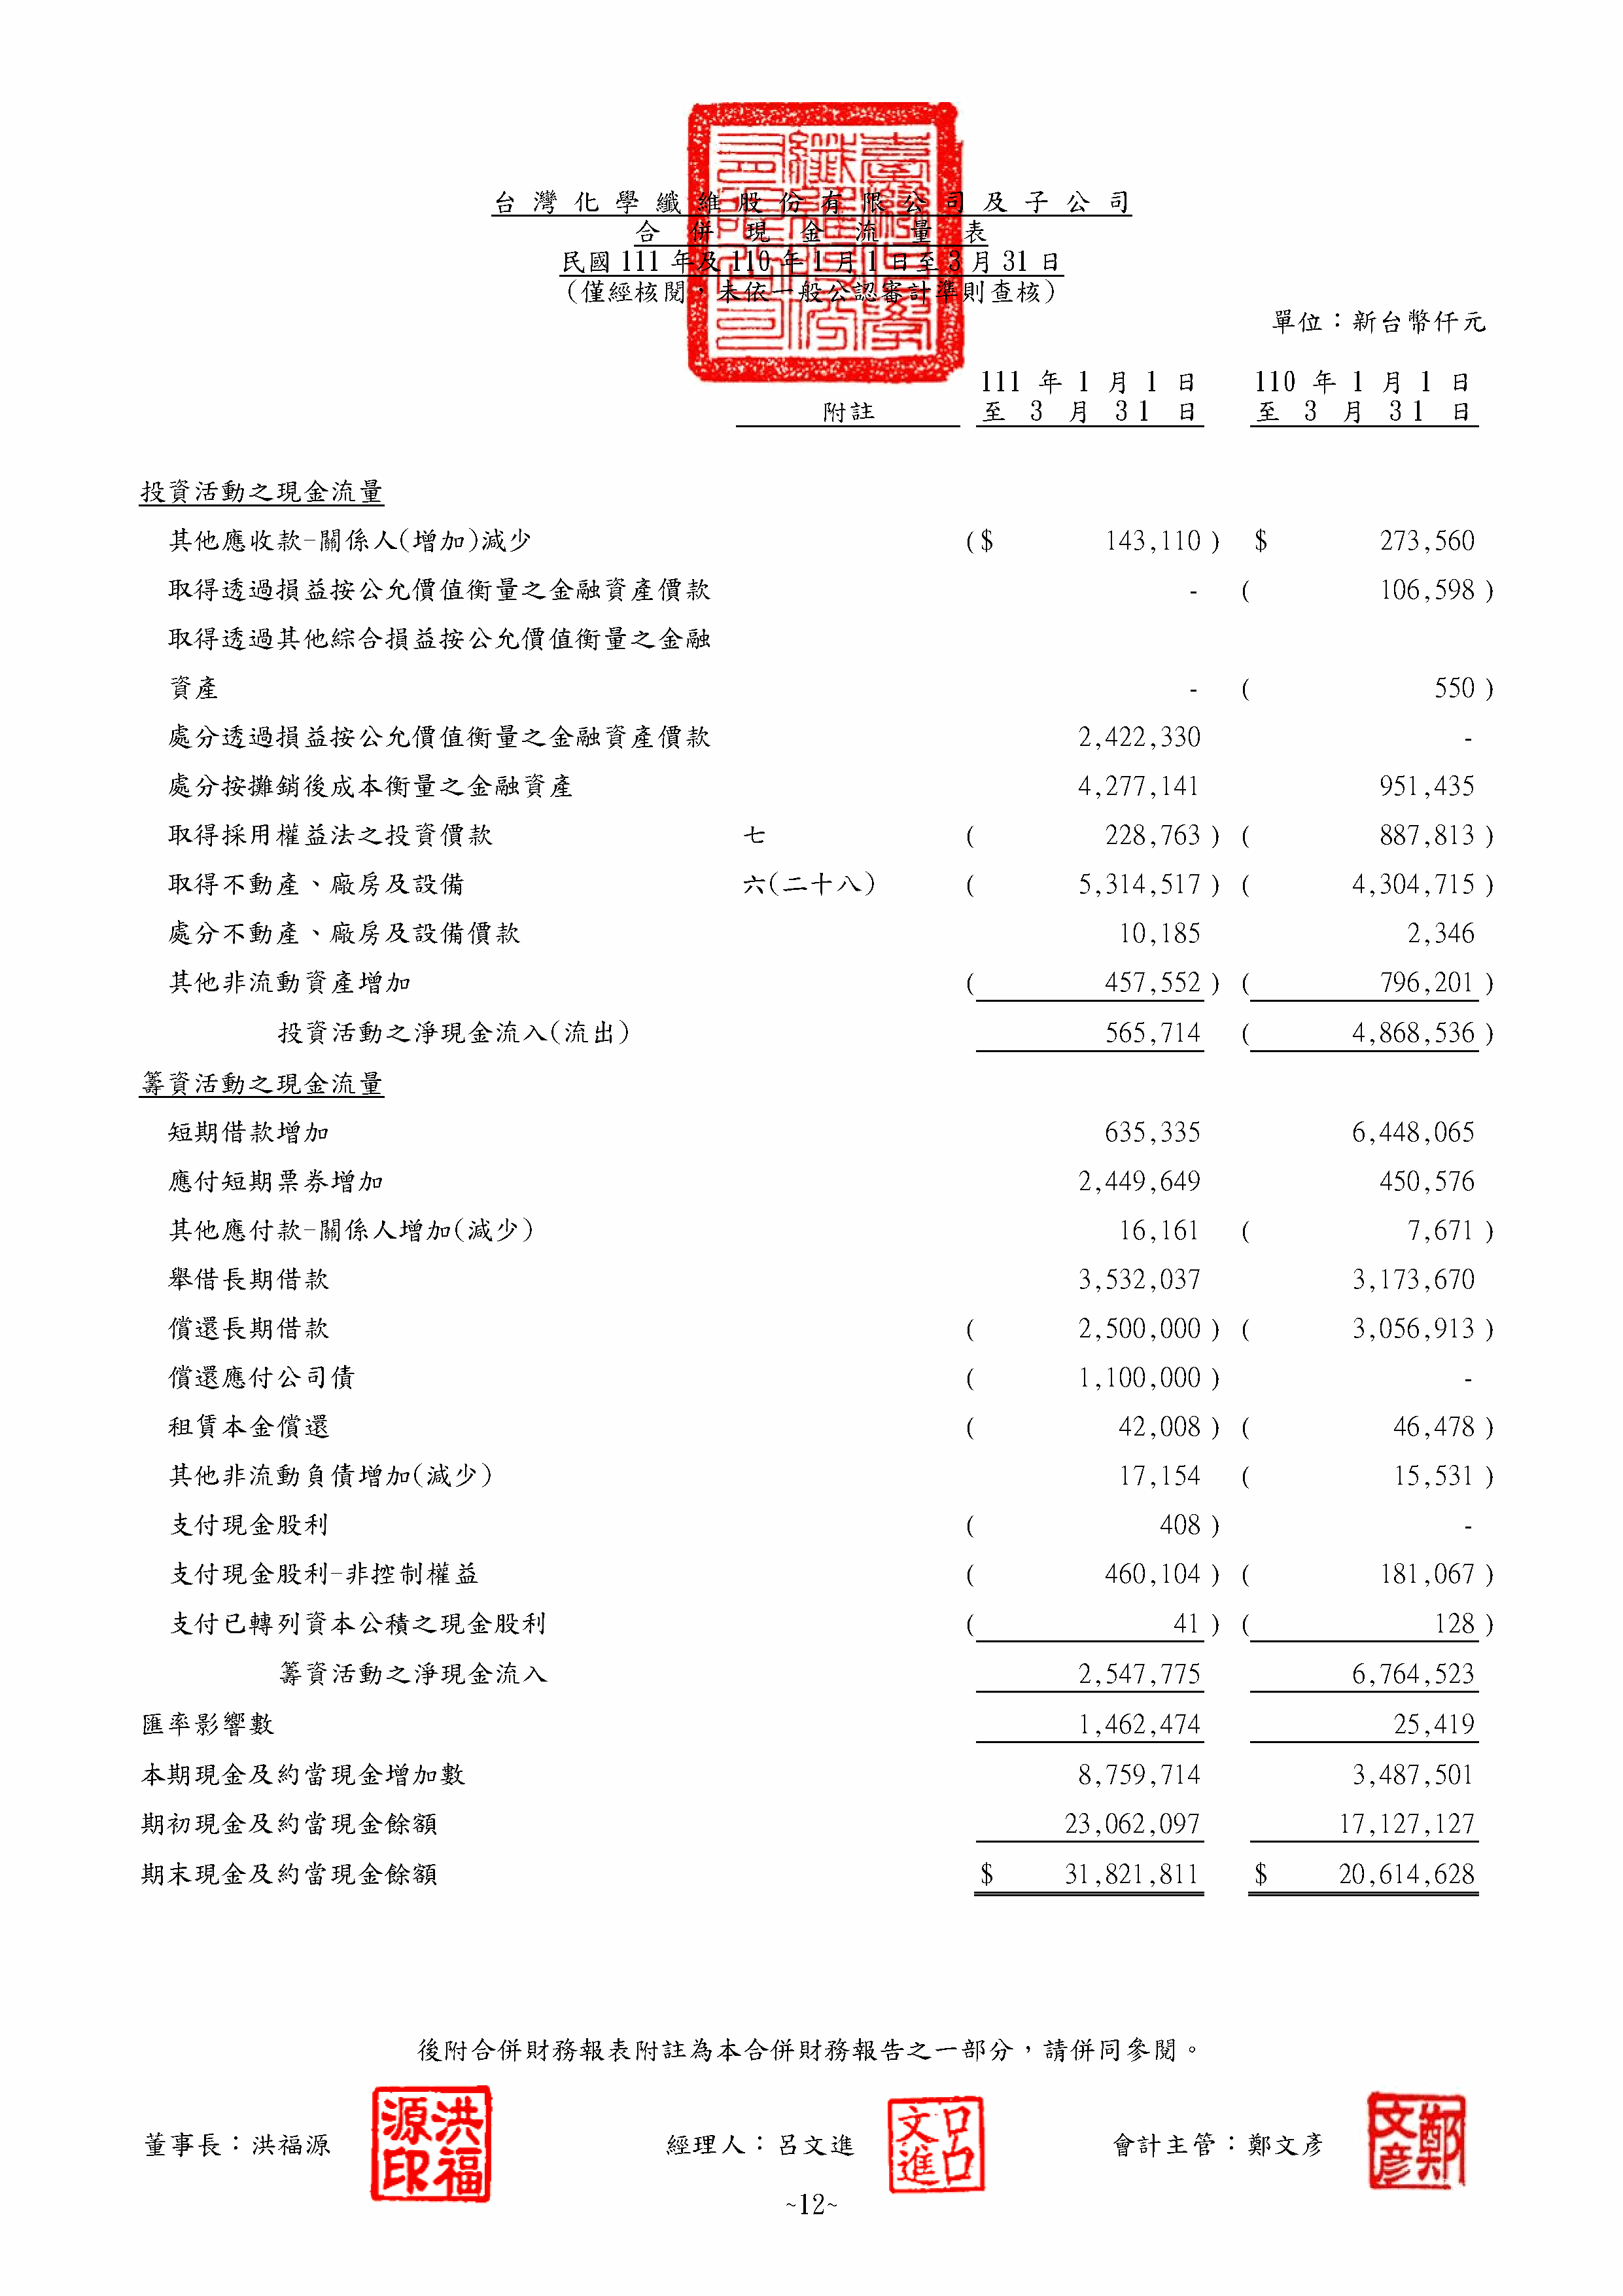 台灣化學纖維股份有限公司及子公司
合併現金流量表
民國 111 年及 110 年 1 月 1 日至 3 月 31 日
(僅經核閱，未依一般公認審計準則查核)
單位：新台幣仟元
111 年 1 月 1 日 110 年 1 月 1 日
附註 至 3 月 31 日 至 3 月 31 日
投資活動之現金流量
其他應收款-關係人(增加)減少 ($ 143,110 ) $ 273,560
取得透過損益按公允價值衡量之金融資產價款 - ( 106,598 )
取得透過其他綜合損益按公允價值衡量之金融
資產 - ( 550 )
處分透過損益按公允價值衡量之金融資產價款 2,422,330 -
處分按攤銷後成本衡量之金融資產 4,277,141 951,435
取得採用權益法之投資價款 七 ( 228,763 ) ( 887,813 )
取得不動產、廠房及設備 六(二十八) ( 5,314,517 ) ( 4,304,715 )
處分不動產、廠房及設備價款 10,185 2,346
其他非流動資產增加 ( 457,552 ) ( 796,201 )
投資活動之淨現金流入(流出) 565,714 ( 4,868,536 )
籌資活動之現金流量
短期借款增加 635,335 6,448,065
應付短期票券增加 2,449,649 450,576
其他應付款-關係人增加(減少) 16,161 ( 7,671 )
舉借長期借款 3,532,037 3,173,670
償還長期借款 ( 2,500,000 ) ( 3,056,913 )
償還應付公司債 ( 1,100,000 ) -
租賃本金償還 ( 42,008 ) ( 46,478 )
其他非流動負債增加(減少) 17,154 ( 15,531 )
支付現金股利 ( 408 ) -
支付現金股利-非控制權益 ( 460,104 ) ( 181,067 )
支付已轉列資本公積之現金股利 ( 41 ) ( 128 )
籌資活動之淨現金流入 2,547,775 6,764,523
匯率影響數 1,462,474 25,419
本期現金及約當現金增加數 8,759,714 3,487,501
期初現金及約當現金餘額 23,062,097 17,127,127
期末現金及約當現金餘額 $ 31,821,811 $ 20,614,628
後附合併財務報表附註為本合併財務報告之一部分，請併同參閱。
董事長：洪福源 洪福源印 經理人：呂文進 呂文進 會計主管：鄭文彥 鄭文彥
~12~